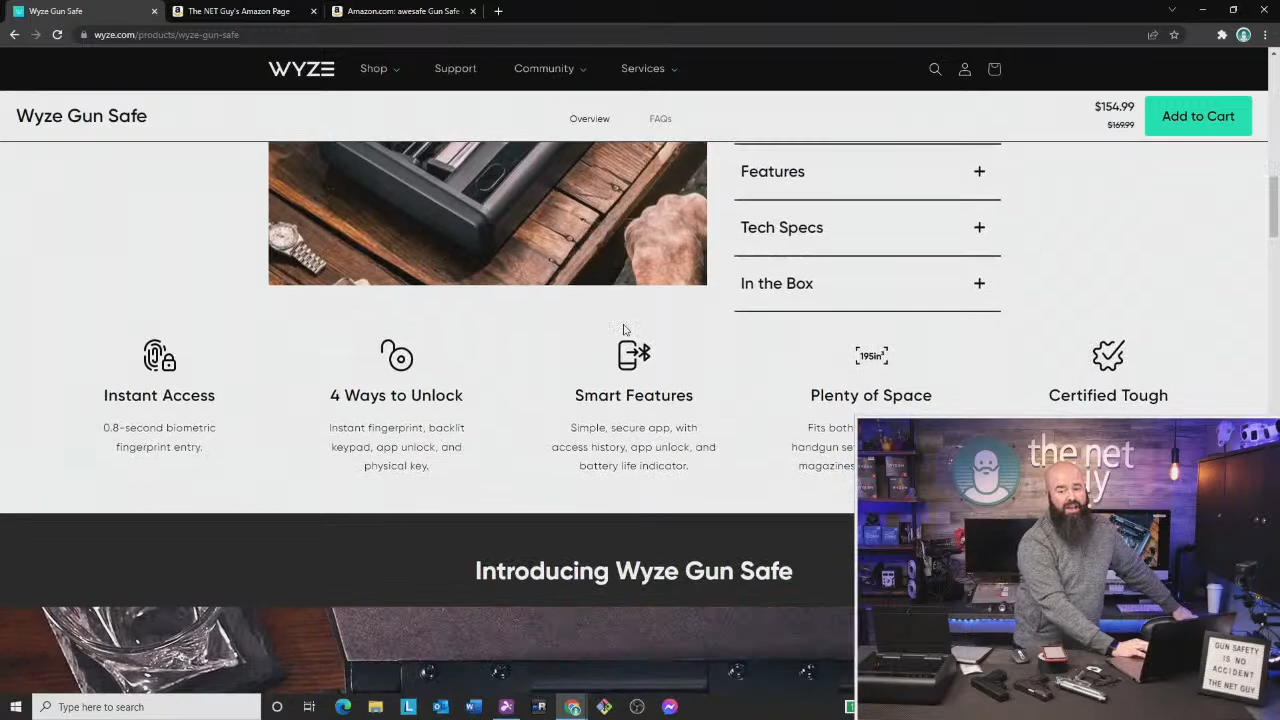 Wyze Gun Safe
The NET Guy's Amazon Page
Amazon.com: awesafe Gun Safe
wyze.com/products/wyze-gun-safe
WYZE
Shop
Support
Community
Services
Wyze Gun Safe
Overview
FAQs
$154.99
$169.99
Add to Cart
Features
Tech Specs
In the Box
195in³
Instant Access
0.8-second biometric
fingerprint entry.
4 Ways to Unlock
Instant fingerprint, backlit
keypad, app unlock, and
physical key.
Smart Features
Simple, secure app, with
access history, app unlock, and
battery life indicator.
Plenty of Space
Fits both
handgun
magazines
Certified Tough
Introducing Wyze Gun Safe
the net
guy
GUN SAFETY
IS NO
ACCIDENT
THE NET GUY
Type here to search